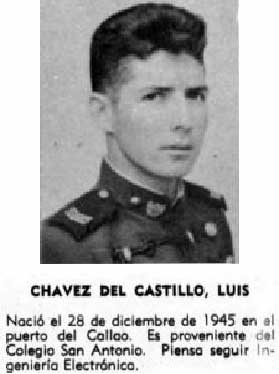 CHAVEZ DEL CASTILLO, LUIS
Nació el 28 de diciembre de 1945 en el
puerto del Callao. Es proveniente del
Colegio San Antonio. Piensa seguir In-
geniería Electrónica.